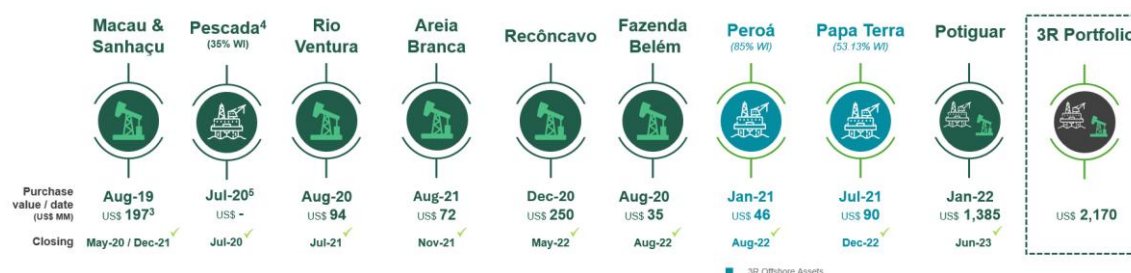 Macau &
Sanhaçu
Pescada4
(35% WI)
Rio
Ventura
Areia
Branca
Recôncavo
Fazenda
Belém
Peroá
(85% WI)
Papa Terra
(53.13% WI)
Potiguar
3R Portfolio
Purchase
value / date
(US$ MM)
Aug-19
US$ 1973
Jul-205
US$ -
Aug-20
US$ 94
Aug-21
US$ 72
Dec-20
US$ 250
Aug-20
US$ 35
Jan-21
US$ 46
Jul-21
US$ 90
Jan-22
US$ 1,385
US$ 2,170
Closing
May-20 / Dec-21
Jul-20
Jul-21
Nov-21
May-22
Aug-22
Aug-22
Dec-22
Jun-23
3R Offshore Assets